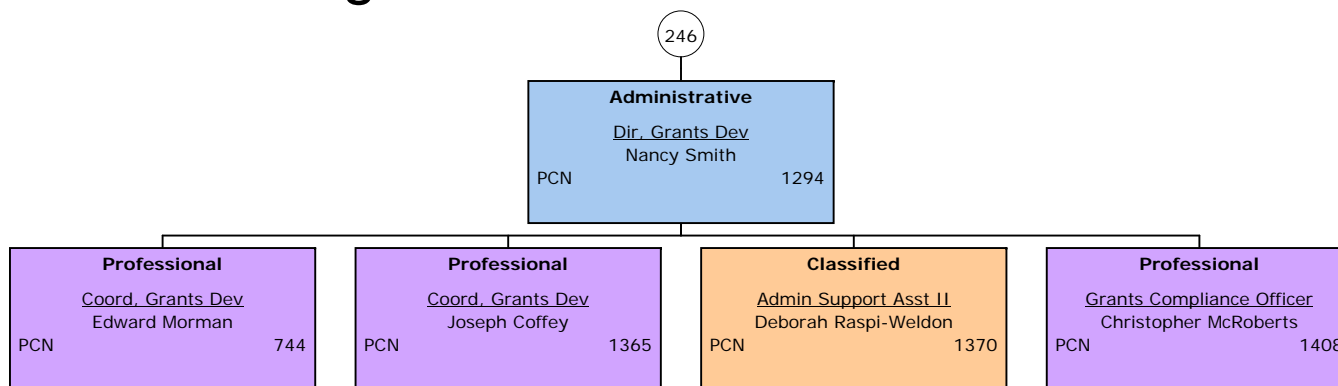 246
Administrative
Dir, Grants Dev
Nancy Smith
PCN 1294
Professional
Coord, Grants Dev
Edward Morman
PCN 744
Professional
Coord, Grants Dev
Joseph Coffey
PCN 1365
Classified
Admin Support Asst II
Deborah Raspi-Weldon
PCN 1370
Professional
Grants Compliance Officer
Christopher McRoberts
PCN 1408